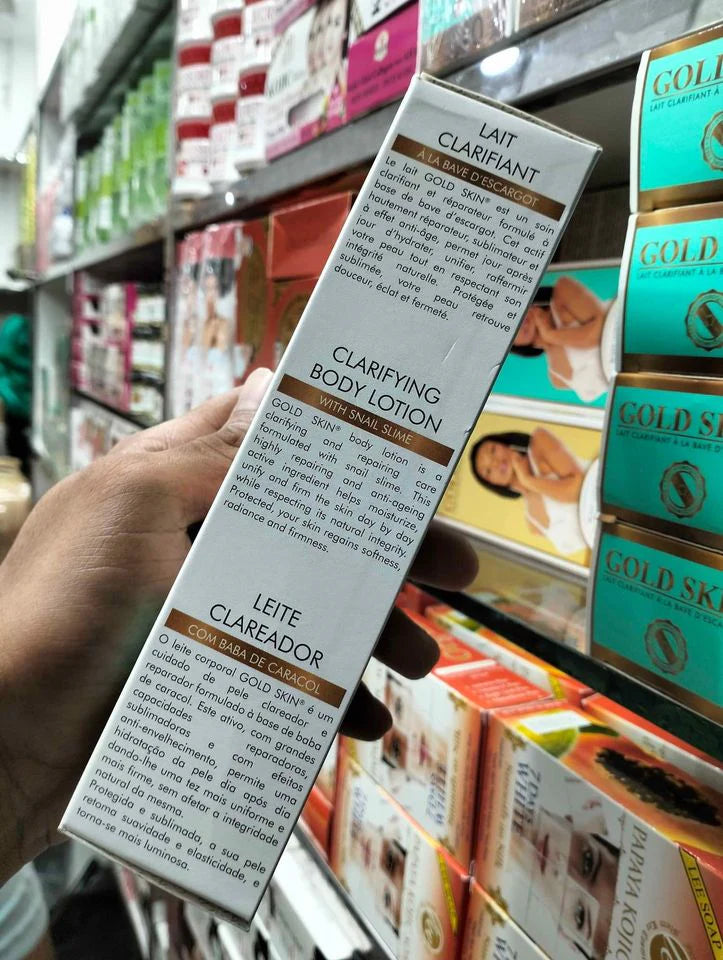 LAIT
CLARIFIANT
À LA BAVE D'ESCARGOT
Le lait GOLD SKIN® est un soin
clarifiant et réparateur formulé à
base de bave d'escargot. Cet actif
hautement réparateur, sublimateur et
à effet anti-âge, permet jour après
jour d'hydrater, unifier, raffermir
votre peau tout en respectant son
intégrité naturelle. Protégée et
sublimée, votre peau retrouve
douceur, éclat et fermeté.
CLARIFYING
BODY LOTION
WITH SNAIL SLIME
GOLD SKIN® body lotion is a
clarifying and repairing care
formulated with snail slime. This
highly repairing and anti-ageing
active ingredient helps moisturize,
unify and firm the skin day by day
while respecting its natural integrity.
Protected, your skin regains softness,
radiance and firmness.
LEITE
CLAREADOR
COM BABA DE CARACOL
O leite corporal GOLD SKIN® é um
cuidado de pele clareador e
reparador formulado à base de baba
de caracol. Este ativo, com grandes
capacidades reparadoras,
sublimadoras e com efeitos
anti-envelhecimento, permite uma
hidratação da pele dia após dia
dando-lhe uma tez mais uniforme e
mais firme, sem afetar a integridade
natural da mesma.
Protegida e sublimada, a sua pele
retoma suavidade e elasticidade, e
torna-se mais luminosa.
GOLD
LAIT CLARIFIANT À
GOLD
LAIT CLARIFIANT À LA B
GOLD SK
LAIT CLARIFIANT À LA BAVE D'
GOLD SKI
LAIT CLARIFIANT À LA BAVE D'ESCA
7DAYS
WHITE
PAPAYA KOJIC
LEE SOAP